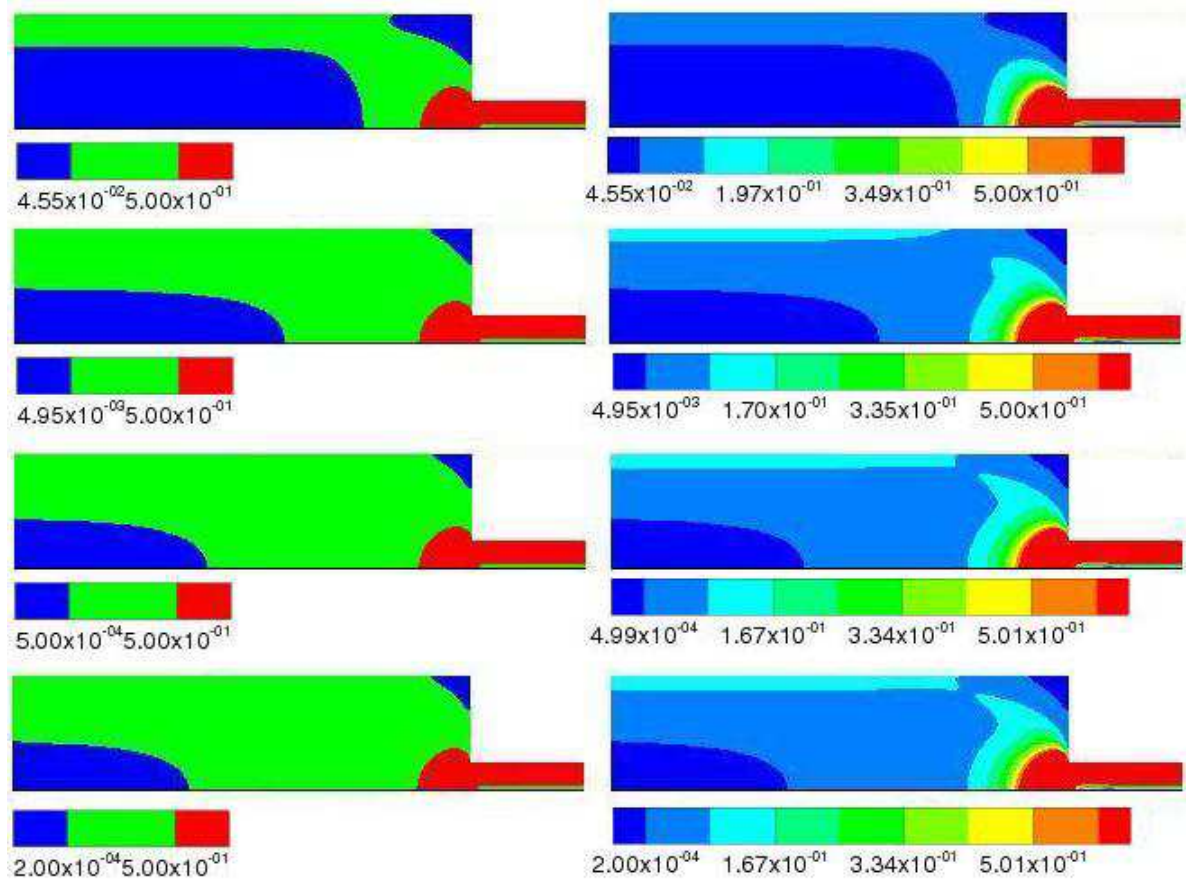 4.55x10⁻⁰² 5.00x10⁻⁰¹
4.55x10⁻⁰² 1.97x10⁻⁰¹ 3.49x10⁻⁰¹ 5.00x10⁻⁰¹
4.95x10⁻⁰³ 5.00x10⁻⁰¹
4.95x10⁻⁰³ 1.70x10⁻⁰¹ 3.35x10⁻⁰¹ 5.00x10⁻⁰¹
5.00x10⁻⁰⁴ 5.00x10⁻⁰¹
4.99x10⁻⁰⁴ 1.67x10⁻⁰¹ 3.34x10⁻⁰¹ 5.01x10⁻⁰¹
2.00x10⁻⁰⁴ 5.00x10⁻⁰¹
2.00x10⁻⁰⁴ 1.67x10⁻⁰¹ 3.34x10⁻⁰¹ 5.01x10⁻⁰¹